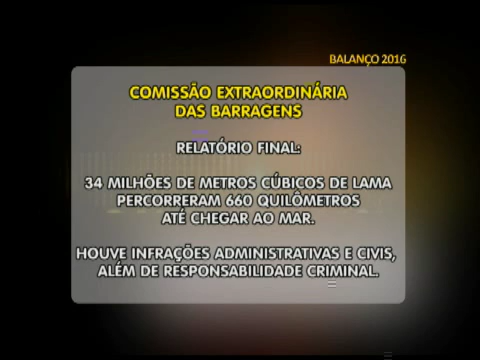 BALANÇO 2016
COMISSÃO EXTRAORDINÁRIA
DAS BARRAGENS
RELATÓRIO FINAL:
34 MILHÕES DE METROS CÚBICOS DE LAMA
PERCORRERAM 660 QUILÔMETROS
ATÉ CHEGAR AO MAR.
HOUVE INFRAÇÕES ADMINISTRATIVAS E CIVIS,
ALÉM DE RESPONSABILIDADE CRIMINAL.